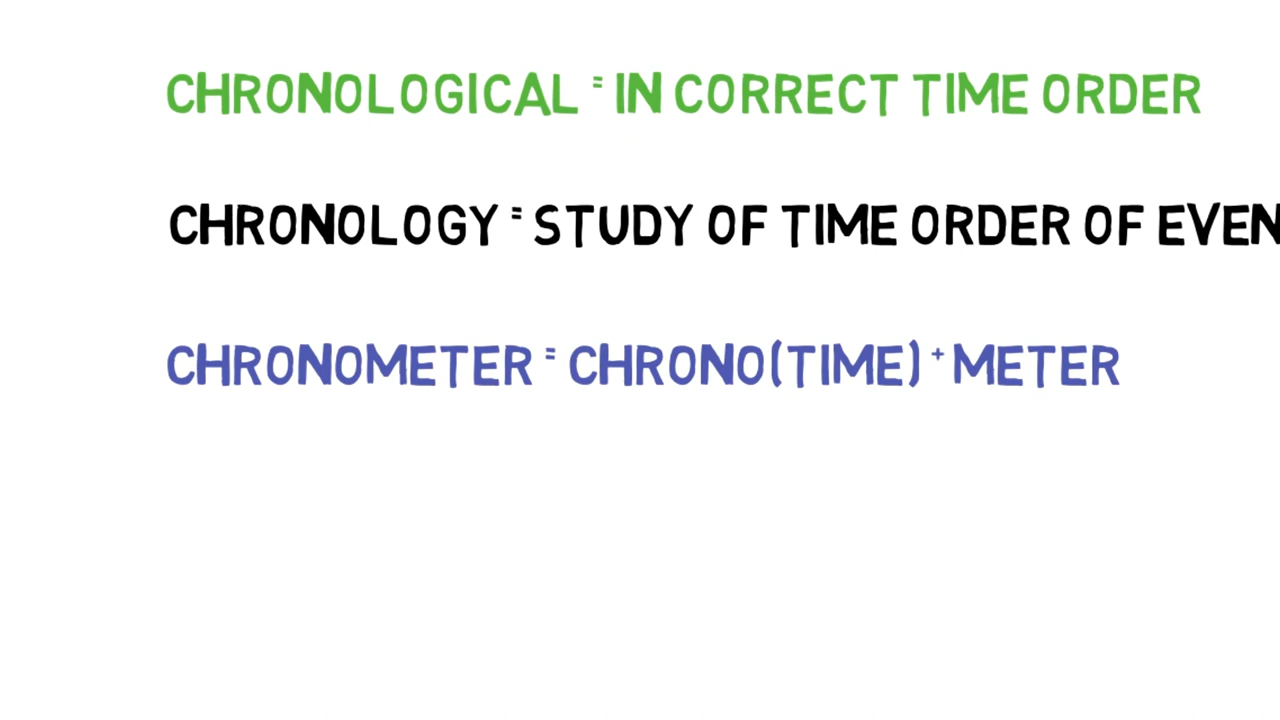 CHRONOLOGICAL = IN CORRECT TIME ORDER
CHRONOLOGY = STUDY OF TIME ORDER OF EVEN
CHRONOMETER = CHRONO(TIME) + METER